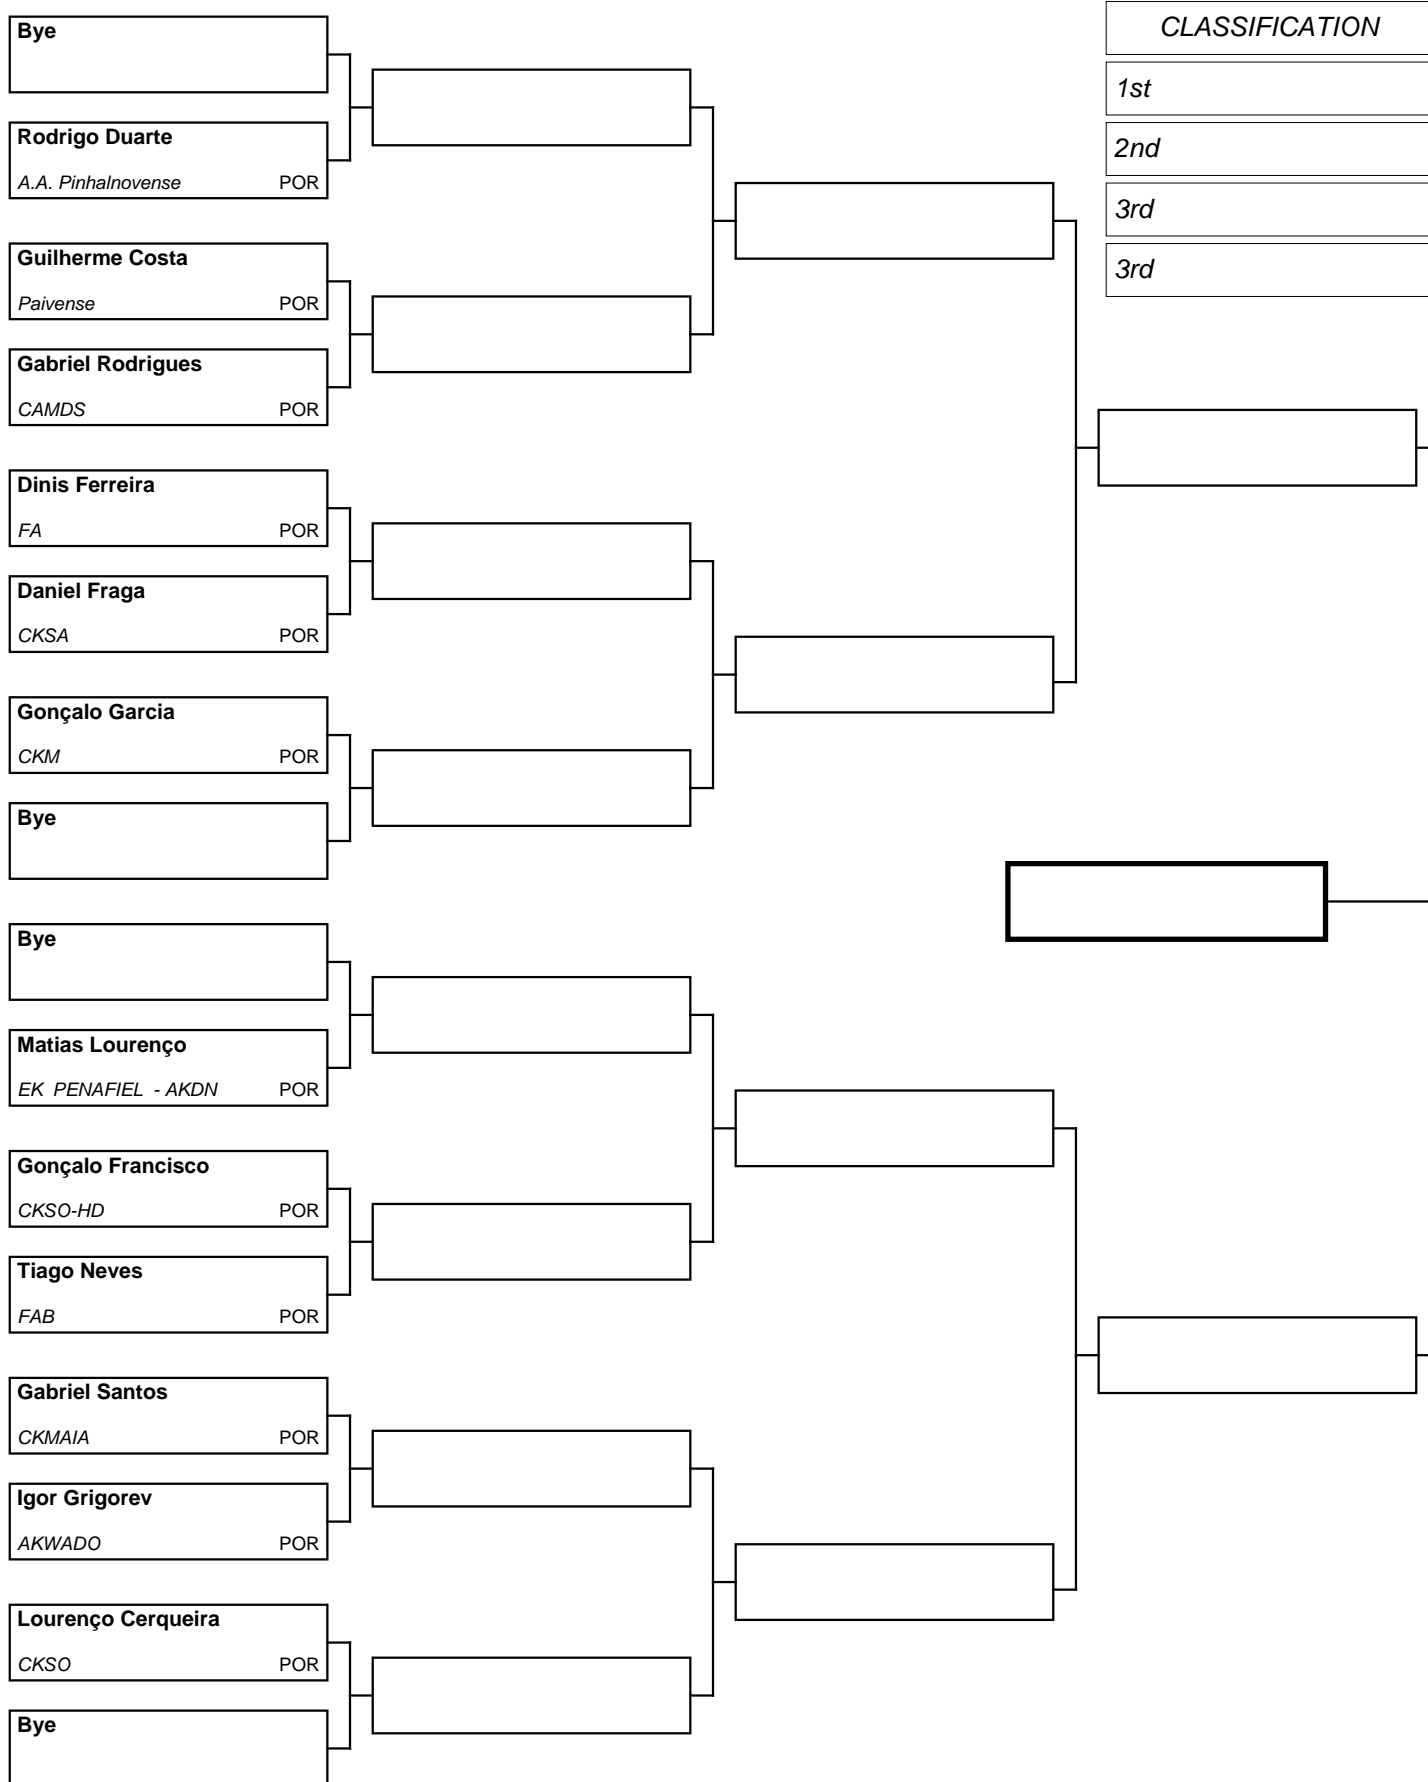 Bye
Rodrigo Duarte
A.A. Pinhalnovense POR
Guilherme Costa
Paivense POR
Gabriel Rodrigues
CAMDS POR
Dinis Ferreira
FA POR
Daniel Fraga
CKSA POR
Gonçalo Garcia
CKM POR
Bye
Bye
Matias Lourenço
EK PENAFIEL - AKDN POR
Gonçalo Francisco
CKSO-HD POR
Tiago Neves
FAB POR
Gabriel Santos
CKMAIA POR
Igor Grigorev
AKWADO POR
Lourenço Cerqueira
CKSO POR
Bye
CLASSIFICATION
1st
2nd
3rd
3rd